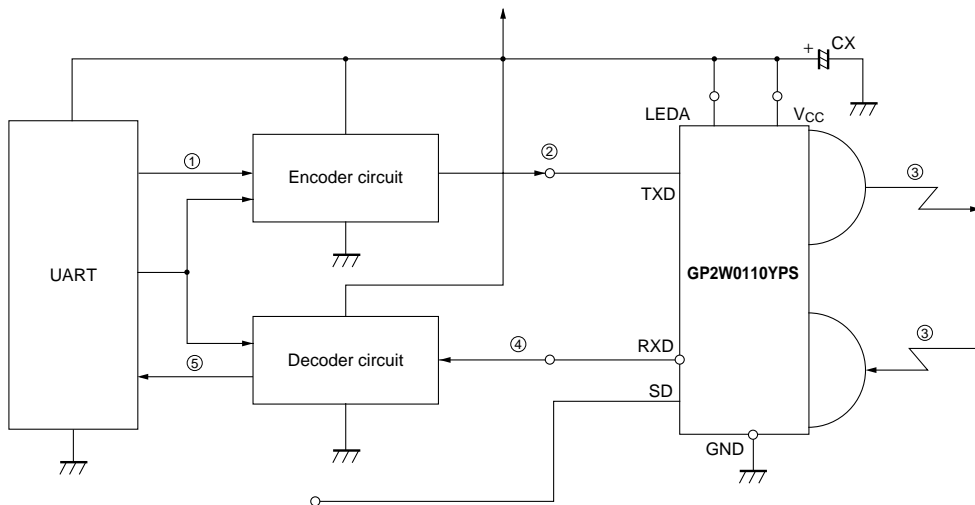 + CX
LEDA VCC
① Encoder circuit ② TXD ③
UART GP2W0110YPS
Decoder circuit ④ RXD ③
⑤ SD
GND